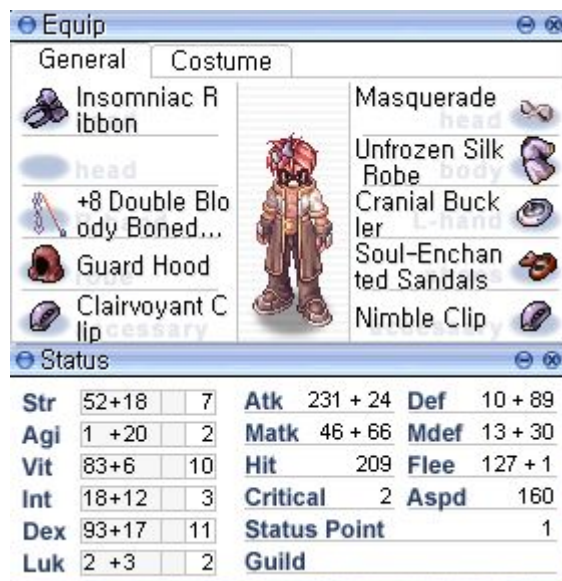 Equip
General Costume
Insomniac R
ibbon
Masquerade
head
head
Unfrozen Silk
Robe
body
+8 Double Blo
ody Boned...
Cranial Buck
ler
L-hand
Guard Hood
robe
Soul-Enchan
ted Sandals
Clairvoyant C
lip
accessary
Nimble Clip
accessary
Status
Str 52+18 7 Atk 231 + 24 Def 10 + 89
Agi 1 +20 2 Matk 46 + 66 Mdef 13 + 30
Vit 83+6 10 Hit 209 Flee 127 + 1
Int 18+12 3 Critical 2 Aspd 160
Dex 93+17 11 Status Point 1
Luk 2 +3 2 Guild